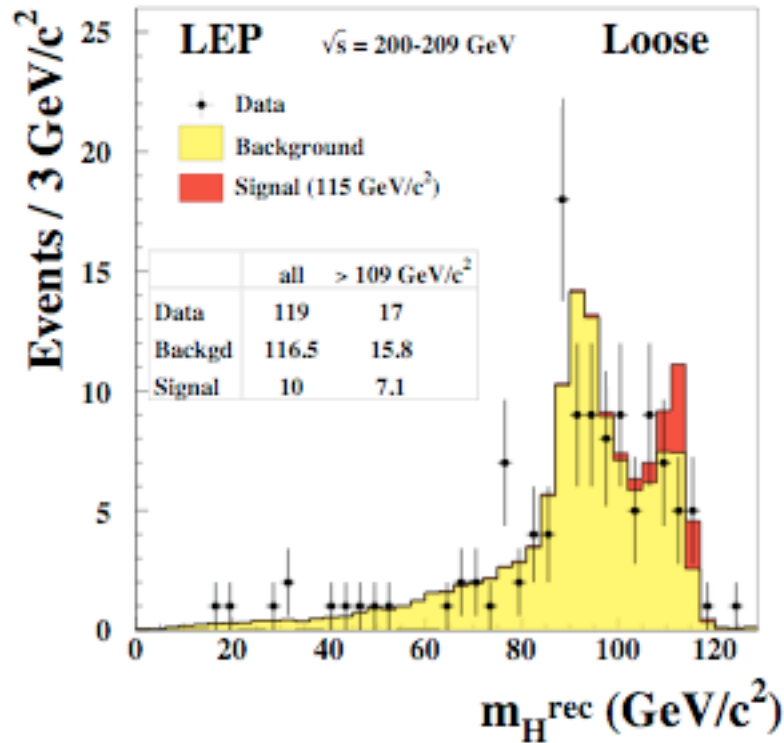 LEP √s = 200-209 GeV Loose
Data
Background
Signal (115 GeV/c²)
all > 109 GeV/c²
Data 119 17
Backgd 116.5 15.8
Signal 10 7.1
Events / 3 GeV/c²
25
20
15
10
5
0
0 20 40 60 80 100 120
m_H^rec (GeV/c²)